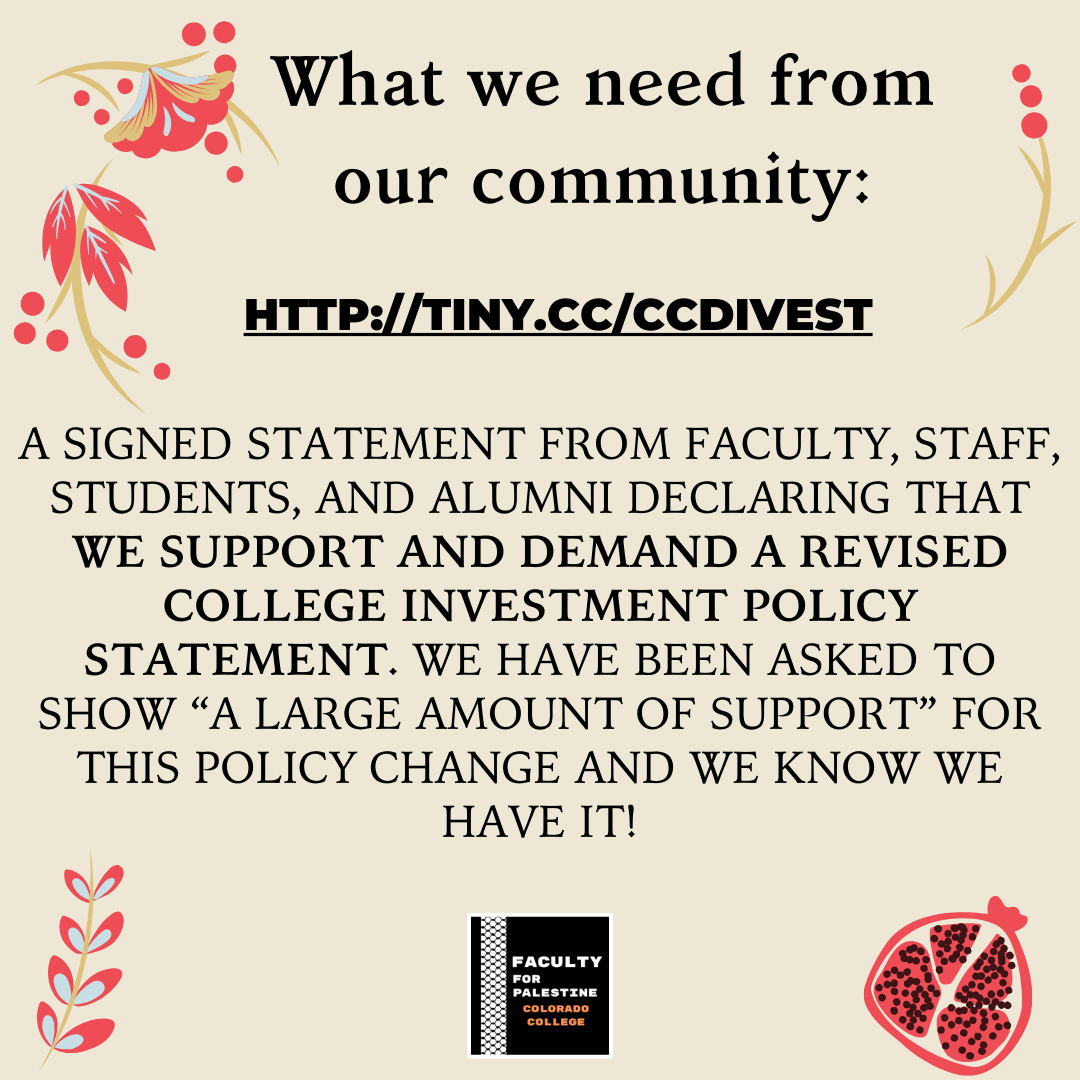 What we need from
our community:
HTTP://TINY.CC/CCDIVEST
A SIGNED STATEMENT FROM FACULTY, STAFF,
STUDENTS, AND ALUMNI DECLARING THAT
WE SUPPORT AND DEMAND A REVISED
COLLEGE INVESTMENT POLICY
STATEMENT. WE HAVE BEEN ASKED TO
SHOW “A LARGE AMOUNT OF SUPPORT” FOR
THIS POLICY CHANGE AND WE KNOW WE
HAVE IT!
FACULTY
FOR
PALESTINE
COLORADO
COLLEGE